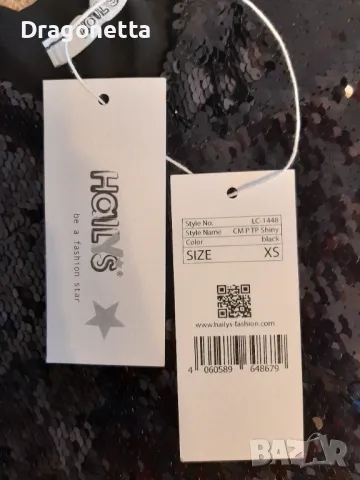 Dragonetta
HaiLYs
be a fashion star
Style No. LC-1448
Style Name CM-P TP Shiny
Color black
SIZE XS
www.hailys-fashion.com
4 060589 648679
BAZAR